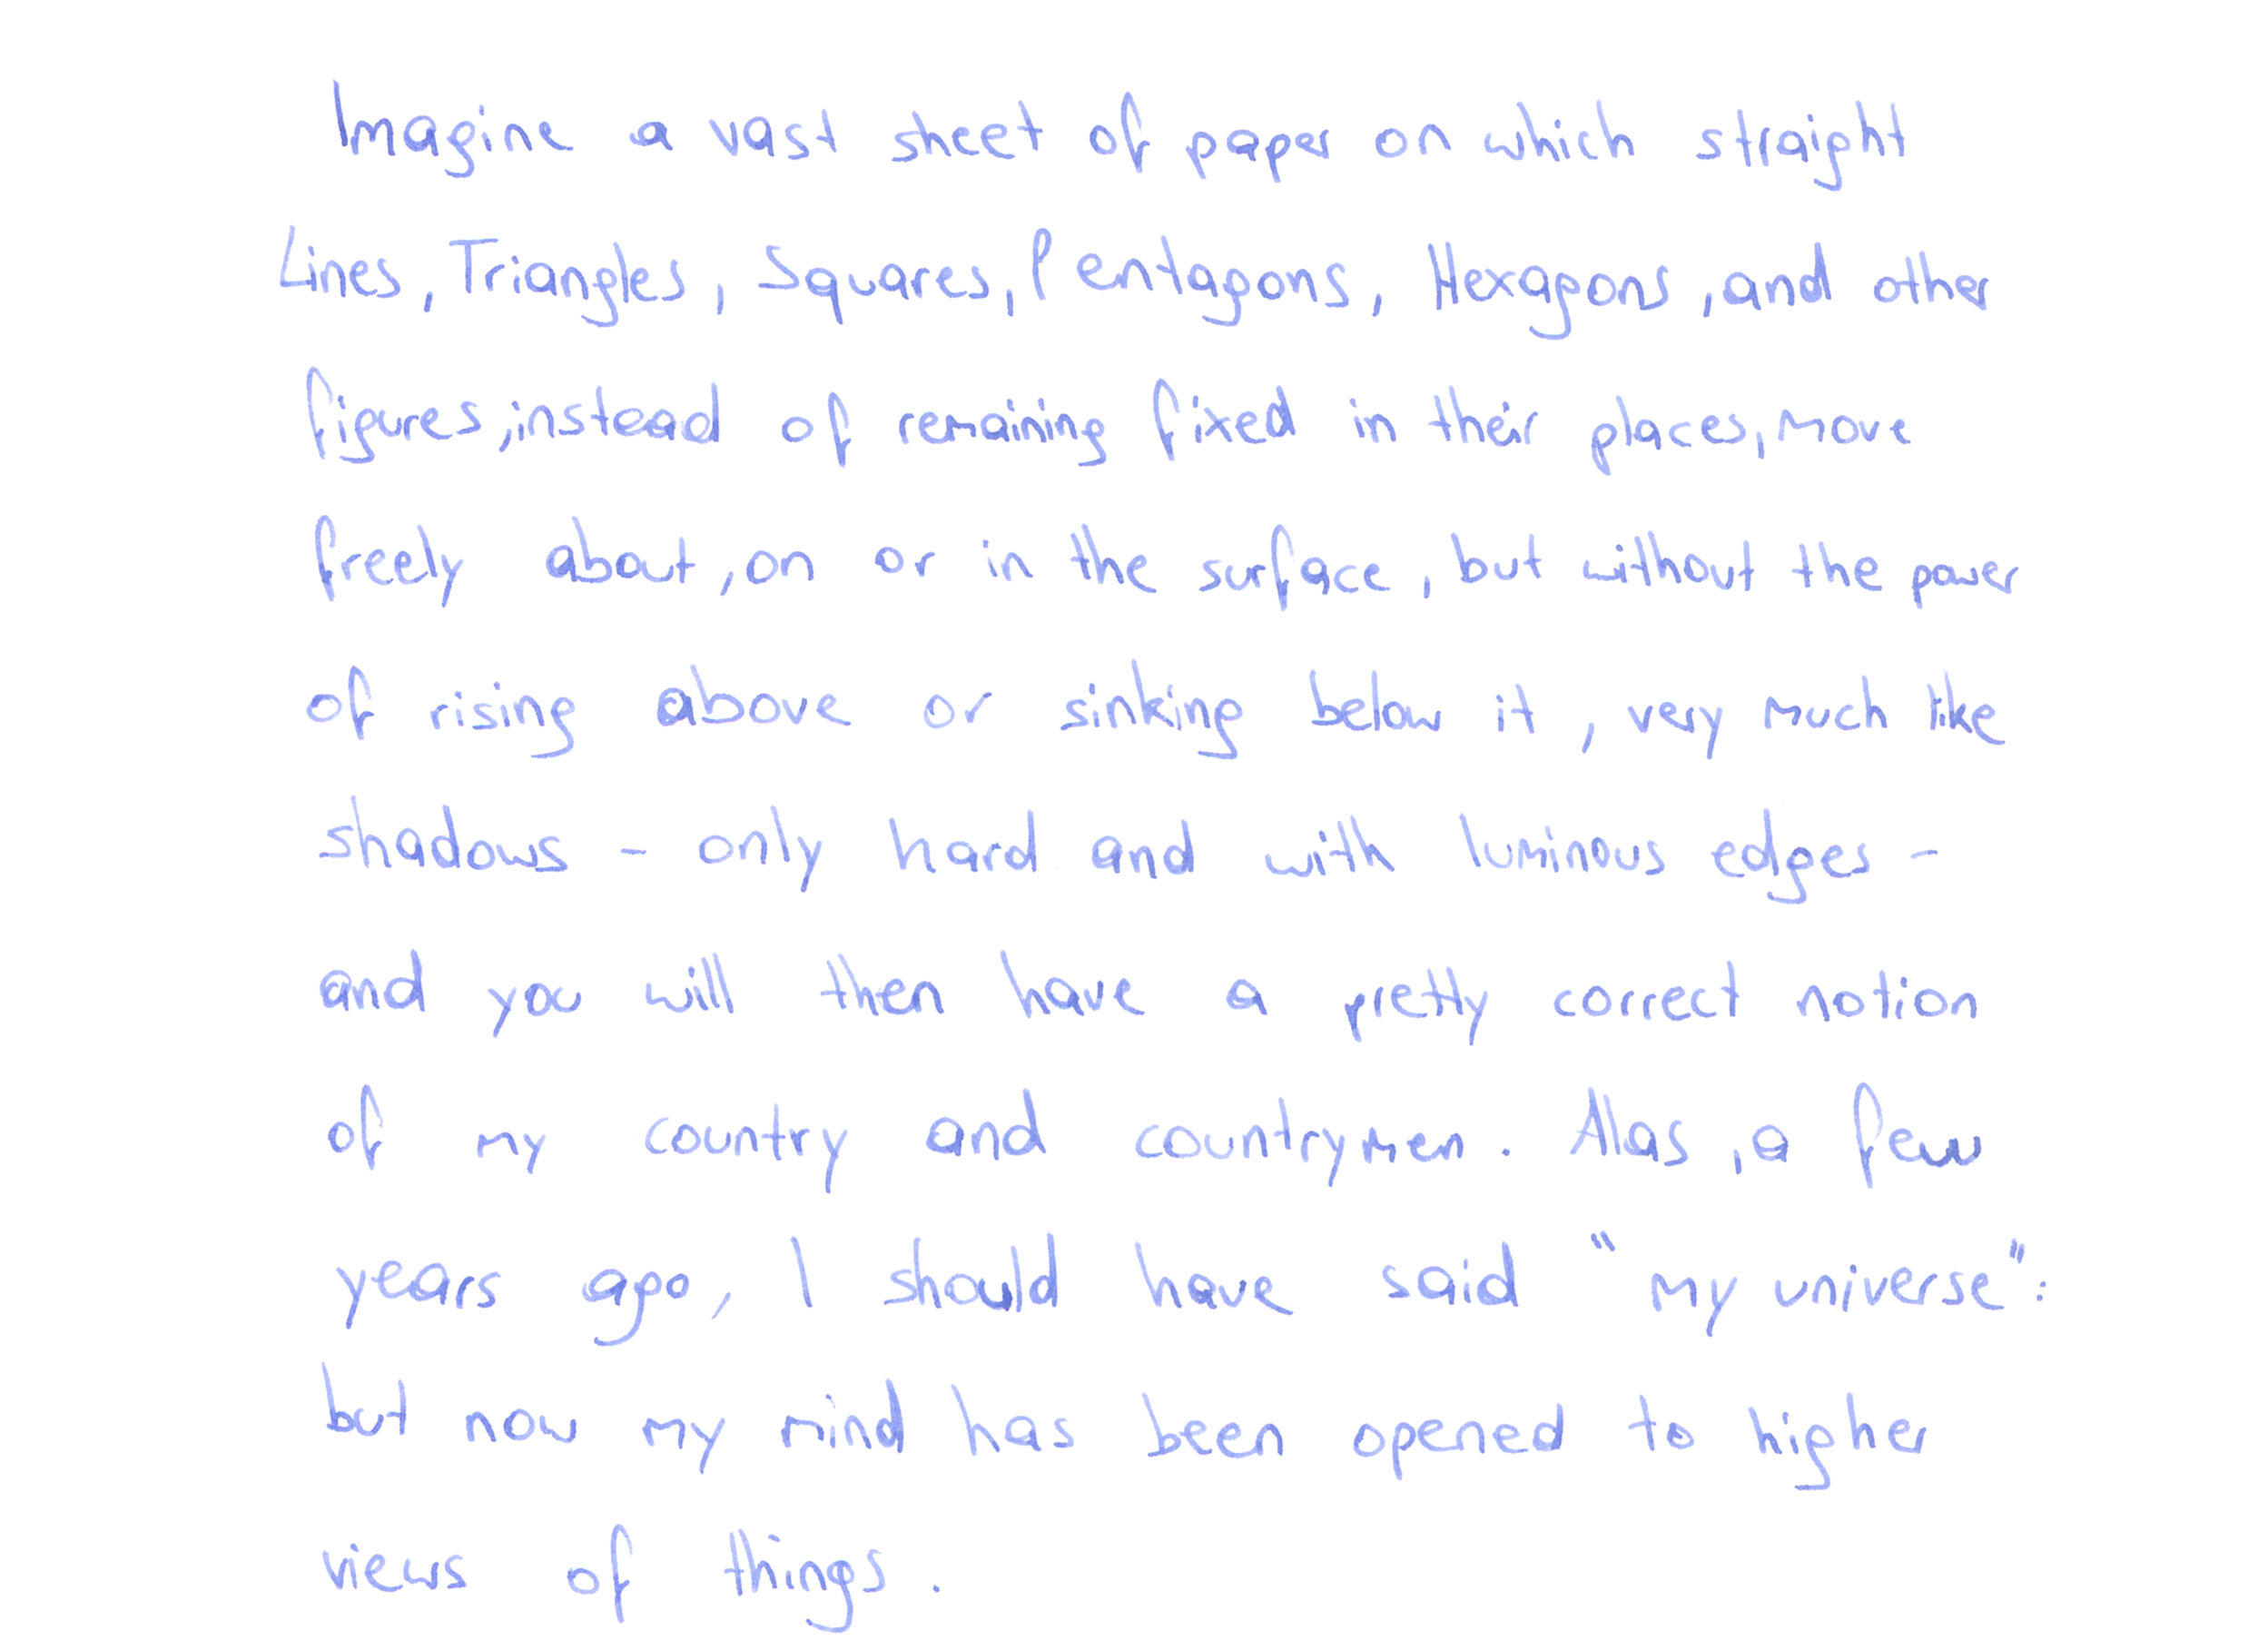 Imagine a vast sheet of paper on which straight
Lines, Triangles, Squares, Pentagons, Hexagons, and other
figures, instead of remaining fixed in their places, move
freely about, on or in the surface, but without the power
of rising above or sinking below it, very much like
shadows - only hard and with luminous edges -
and you will then have a pretty correct notion
of my country and countrymen. Alas, a few
years ago, I should have said "my universe":
but now my mind has been opened to higher
views of things.